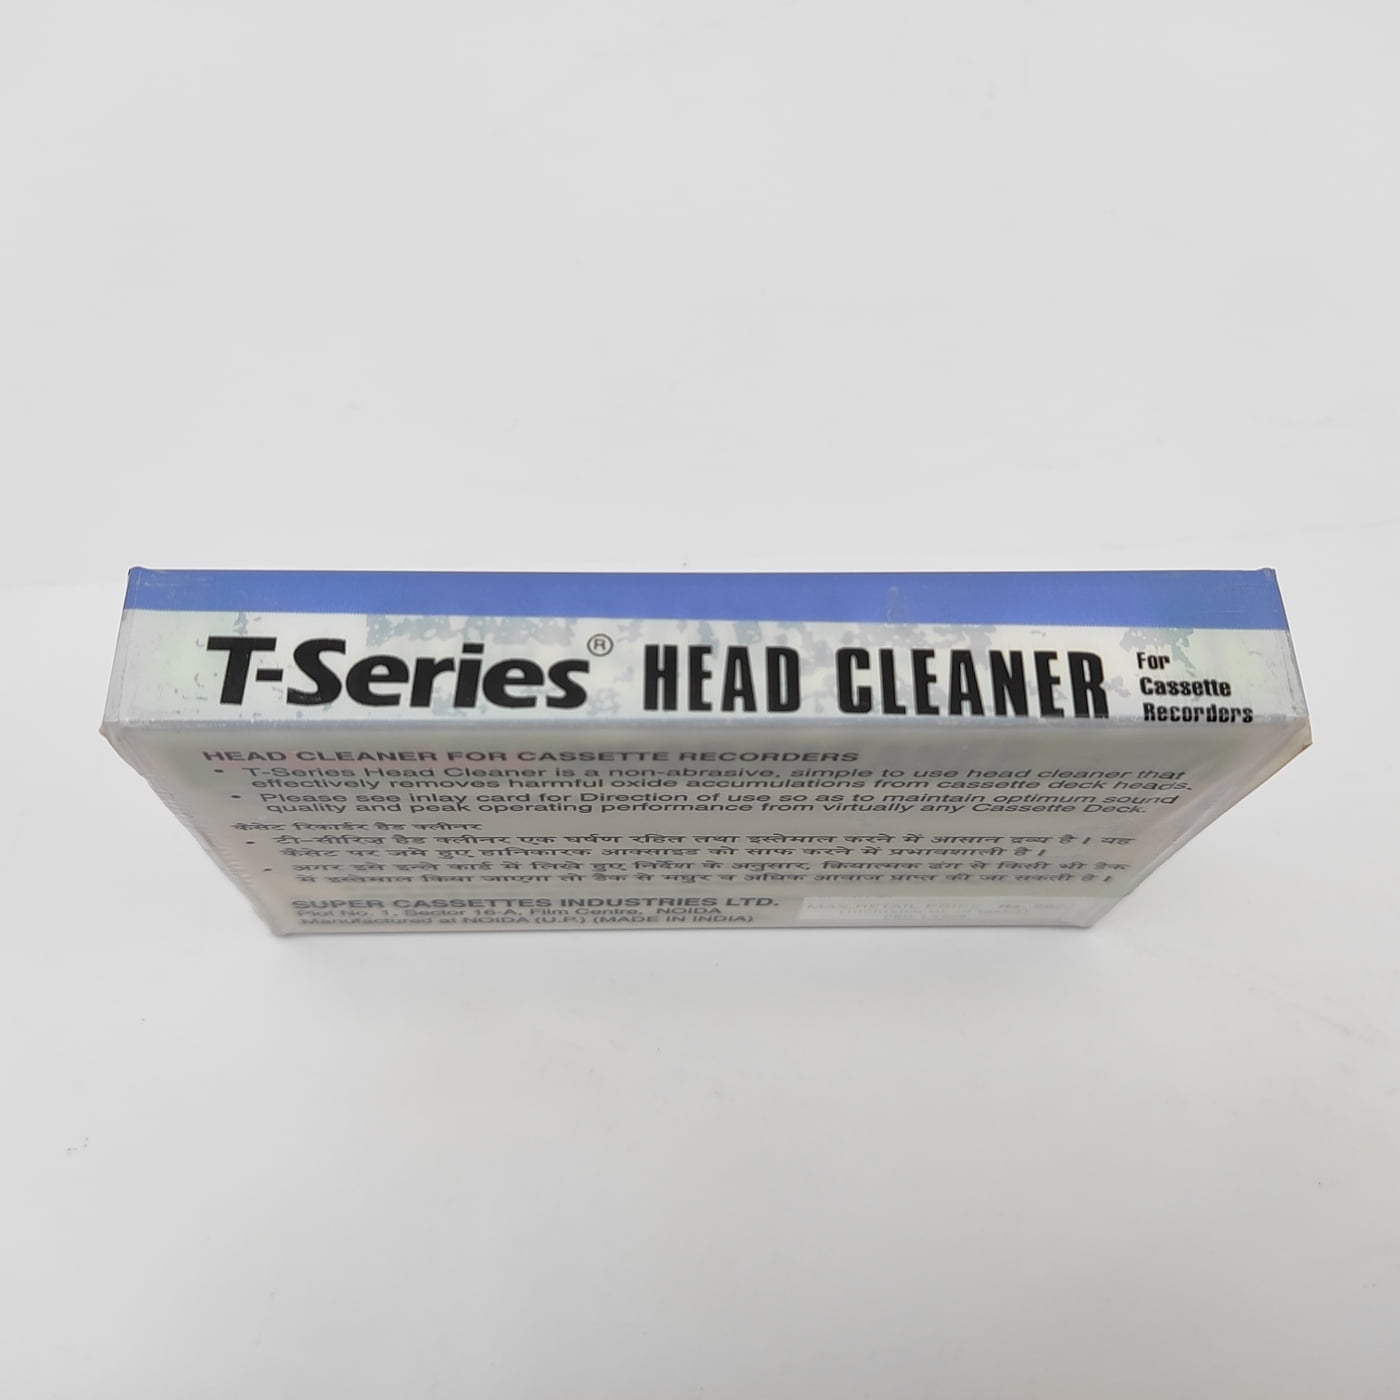 T-Series® HEAD CLEANER For Cassette Recorders
HEAD CLEANER FOR CASSETTE RECORDERS
• T-Series Head Cleaner is a non-abrasive, simple to use head cleaner that
effectively removes harmful oxide accumulations from cassette deck heads.
• Please see inlay card for Direction of use so as to maintain optimum sound
quality and peak operating performance from virtually any Cassette Deck.
कैसेट रिकार्डर हैड क्लीनर
• टी-सीरिज़ हैड क्लीनर एक घर्षण रहित तथा इस्तेमाल करने में आसान द्रव्य है। यह
कैसेट पर जमे हुए हानिकारक आक्साइड को साफ करने में प्रभावशाली है।
• अगर इसे इनले कार्ड में लिखे हुए निर्देश के अनुसार, क्रियात्मक ढंग से किसी भी डैक
में इस्तेमाल किया जाएगा तो डैक से मधुर व अधिक आवाज प्राप्त की जा सकती है।
SUPER CASSETTES INDUSTRIES LTD.
Plot No. 1, Sector 16-A, Film Centre, NOIDA
Manufactured at NOIDA (U.P.) (MADE IN INDIA)
MAX. RETAIL PRICE Rs.